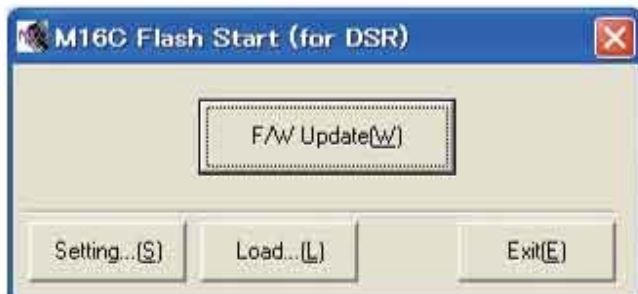 M16C Flash Start (for DSR)
F/W Update(W)
Setting...(S) Load...(L) Exit(E)